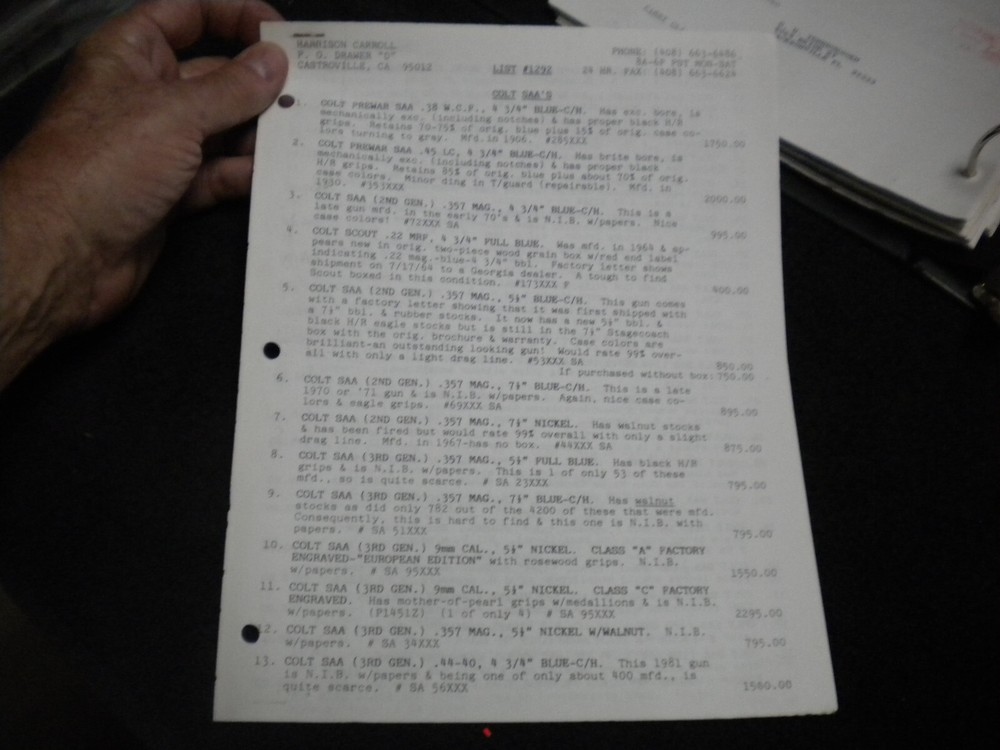 HARRISON CARROLL
P. O. DRAWER "D"
CASTROVILLE, CA 95012
LIST #1292
PHONE: (408) 663-6486
8A-6P PDT MON-SAT
24 HR. FAX: (408) 663-6624
COLT SAA'S
1. COLT PREWAR SAA .38 W.C.F., 4 3/4" BLUE-C/H. Has exc. bore, is
mechanically exc. (including notches) & has proper black H/R
grips. Retains 70-75% of orig. blue plus 15% of orig. case co-
lors turning to gray. Mfd. in 1906. #285XXX 1750.00
2. COLT PREWAR SAA .45 LC, 4 3/4" BLUE-C/H. Has brite bore, is
mechanically exc. (including notches) & has proper black
H/R grips. Retains 85% of orig. blue plus about 70% of orig.
case colors. Minor ding in T/guard (repairable). Mfd. in
1930. #353XXX 2000.00
3. COLT SAA (2ND GEN.) .357 MAG., 4 3/4" BLUE-C/H. This is a
late gun mfd. in the early 70's & is N.I.B. w/papers. Nice
case colors! #72XXX SA 995.00
4. COLT SCOUT .22 MRF, 4 3/4" FULL BLUE. Was mfd. in 1964 & ap-
pears new in orig. two-piece wood grain box w/red end label
indicating .22 mag.-blue-4 3/4" bbl. Factory letter shows
shipment on 7/17/64 to a Georgia dealer. A tough to find
Scout boxed in this condition. #173XXX F 400.00
5. COLT SAA (2ND GEN.) .357 MAG., 5½" BLUE-C/H. This gun comes
with a factory letter showing that it was first shipped with
a 7½" bbl. & rubber stocks. It now has a new 5½" bbl. &
black H/R eagle stocks but is still in the 7½" Stagecoach
box with the orig. brochure & warranty. Case colors are
brilliant-an outstanding looking gun! Would rate 99% over-
all with only a light drag line. #53XXX SA 850.00
if purchased without box: 750.00
6. COLT SAA (2ND GEN.) .357 MAG., 7½" BLUE-C/H. This is a late
1970 or '71 gun & is N.I.B. w/papers. Again, nice case co-
lors & eagle grips. #69XXX SA 895.00
7. COLT SAA (2ND GEN.) .357 MAG., 7½" NICKEL. Has walnut stocks
& has been fired but would rate 99% overall with only a slight
drag line. Mfd. in 1967-has no box. #44XXX SA 875.00
8. COLT SAA (3RD GEN.) .357 MAG., 5½" FULL BLUE. Has black H/R
grips & is N.I.B. w/papers. This is 1 of only 53 of these
mfd., so is quite scarce. # SA 23XXX 795.00
9. COLT SAA (3RD GEN.) .357 MAG., 7½" BLUE-C/H. Has walnut
stocks as did only 782 out of the 4200 of these that were mfd.
Consequently, this is hard to find & this one is N.I.B. with
papers. # SA 51XXX 795.00
10. COLT SAA (3RD GEN.) 9mm CAL., 5½" NICKEL. CLASS "A" FACTORY
ENGRAVED-"EUROPEAN EDITION" with rosewood grips. N.I.B.
w/papers. # SA 95XXX 1550.00
11. COLT SAA (3RD GEN.) 9mm CAL., 5½" NICKEL. CLASS "C" FACTORY
ENGRAVED. Has mother-of-pearl grips w/medallions & is N.I.B.
w/papers. (P1451Z) (1 of only 4) # SA 95XXX 2295.00
12. COLT SAA (3RD GEN.) .357 MAG., 5½" NICKEL W/WALNUT. N.I.B.
w/papers. # SA 34XXX 795.00
13. COLT SAA (3RD GEN.) .44-40, 4 3/4" BLUE-C/H. This 1981 gun
is N.I.B. w/papers & being one of only about 400 mfd., is
quite scarce. # SA 56XXX 1500.00